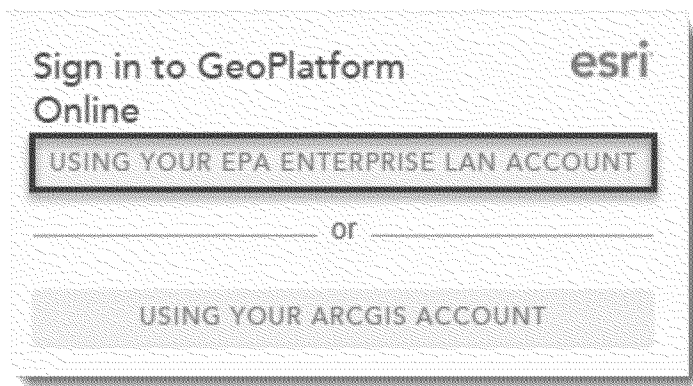 Sign in to GeoPlatform
Online
esri
USING YOUR EPA ENTERPRISE LAN ACCOUNT
or
USING YOUR ARCGIS ACCOUNT